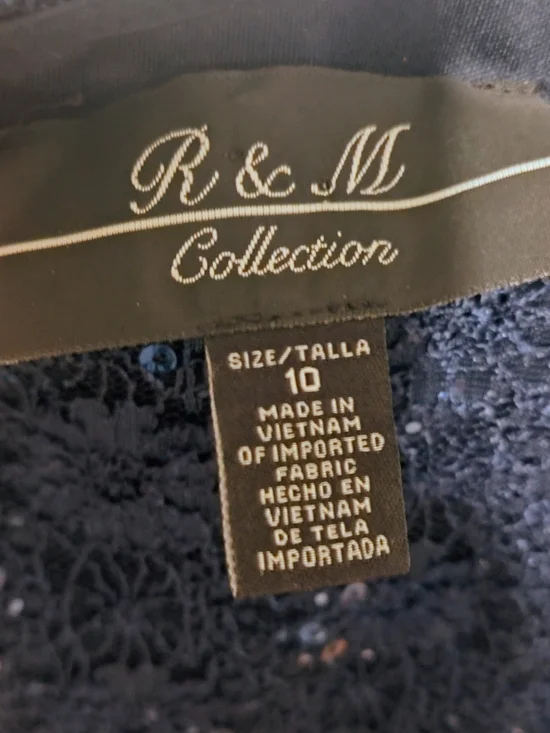 R & M
Collection
SIZE/TALLA
10
MADE IN
VIETNAM
OF IMPORTED
FABRIC
HECHO EN
VIETNAM
DE TELA
IMPORTADA